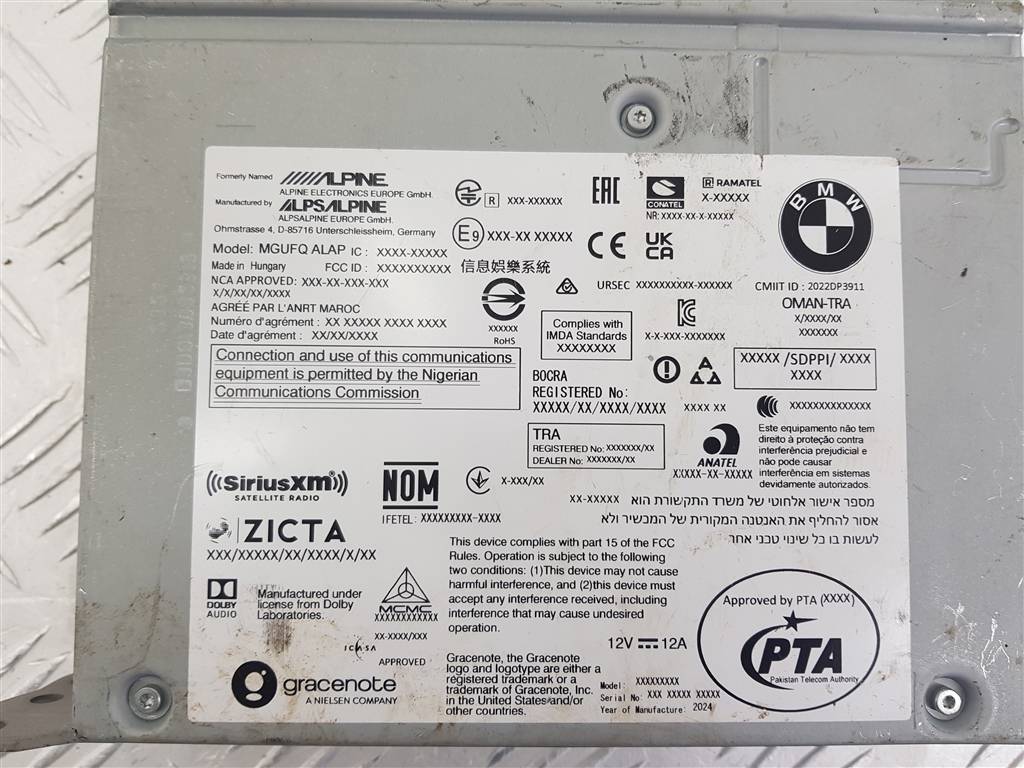 Formerly Named ALPINE
ALPINE ELECTRONICS EUROPE GmbH.
Manufactured by ALPSALPINE
ALPSALPINE EUROPE GmbH.
Ohmstrasse 4, D-85716 Unterschleissheim, Germany
Model: MGUFQ ALAP IC : XXXX-XXXXX
Made in Hungary FCC ID : XXXXXXXXXXX
NCA APPROVED: XXX-XX-XXX-XXX
X/X/XX/XX/XXXX
AGRÉE PAR L'ANRT MAROC
Numéro d'agrément : XX XXXXX XXXX XXXX
Date d'agrément : XX/XX/XXXX
Connection and use of this communications
equipment is permitted by the Nigerian
Communications Commission
R XXX-XXXXXX
E9 XXX-XX XXXXX
信息娛樂系統
XXXXXX
RoHS
EAC
CONATEL
NR: XXXX-XX-X-XXXXX
R RAMATEL
X-XXXXX
CE UK CA
URSEC XXXXXXXXXX-XXXXXX
BMW
CMIIT ID : 2022DP3911
OMAN-TRA
X/XXXX/XX
XXXXXXX
Complies with
IMDA Standards
XXXXXXXX
X-X-XXX-XXXXXXX
XXXXX /SDPPI/ XXXX
XXXX
BOCRA
REGISTERED No:
XXXXX/XX/XXXX/XXXX
XXXX XX
XXXXXXXXXXXXXX
TRA
REGISTERED No: XXXXXXX/XX
DEALER No: XXXXXXX/XX
ANATEL
XXXXX-XX-XXXXX
Este equipamento não tem
direito à proteção contra
interferência prejudicial e
não pode causar
interferência em sistemas
devidamente autorizados.
SiriusXM
SATELLITE RADIO
NOM
X-XXX/XX
IFETEL: XXXXXXXXX-XXXX
XX-XXXXX מספר אישור אלחוטי של משרד התקשורת הוא
אסור להחליף את האנטנה המקורית של המכשיר ולא
לעשות בו כל שינוי טכני אחר
ZICTA
XXX/XXXXX/XX/XXXX/X/XX
This device complies with part 15 of the FCC
Rules. Operation is subject to the following
two conditions: (1)This device may not cause
harmful interference, and (2)this device must
accept any interference received, including
interference that may cause undesired
operation.
DOLBY
AUDIO
Manufactured under
license from Dolby
Laboratories.
MCMC
XXXXXXXXXXXX
XX-XXXX/XXX
ICASA
APPROVED
gracenote
A NIELSEN COMPANY
Gracenote, the Gracenote
logo and logotype are either a
registered trademark or a
trademark of Gracenote, Inc.
in the United States and/or
other countries.
12V 12A
Model: XXXXXXXXX
Serial No: XXX XXXXX XXXXX
Year of Manufacture: 2024
Approved by PTA (XXXX)
PTA
Pakistan Telecom Authority